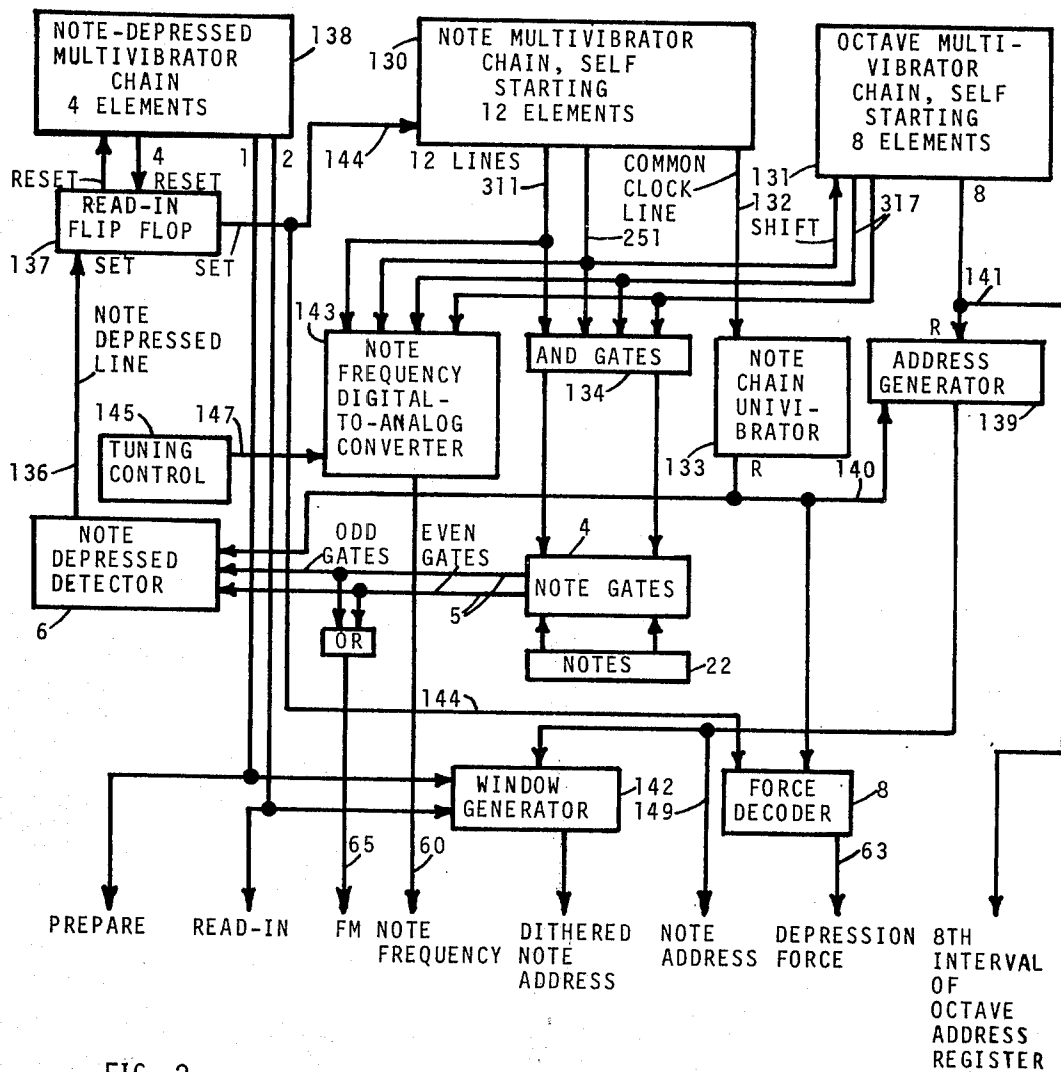 NOTE-DEPRESSED
MULTIVIBRATOR
CHAIN
4 ELEMENTS
138
130
NOTE MULTIVIBRATOR
CHAIN, SELF
STARTING
12 ELEMENTS
OCTAVE MULTI-
VIBRATOR
CHAIN, SELF
STARTING
8 ELEMENTS
4
1
2
144
12 LINES
311
COMMON
CLOCK
LINE
132
131
SHIFT
317
8
251
RESET
RESET
READ-IN
FLIP FLOP
137
SET
SET
141
NOTE
DEPRESSED
LINE
143
NOTE
FREQUENCY
DIGITAL-
TO-ANALOG
CONVERTER
AND GATES
134
NOTE
CHAIN
UNIVI-
BRATOR
133
R
R
ADDRESS
GENERATOR
139
140
145
147
TUNING
CONTROL
136
NOTE
DEPRESSED
DETECTOR
6
ODD
GATES
EVEN
GATES
4
NOTE GATES
5
OR
NOTES
22
144
WINDOW
GENERATOR
142
149
FORCE
DECODER
8
65
60
63
PREPARE
READ-IN
FM
NOTE
FREQUENCY
DITHERED
NOTE
ADDRESS
NOTE
ADDRESS
DEPRESSION
FORCE
8TH
INTERVAL
OF
OCTAVE
ADDRESS
REGISTER